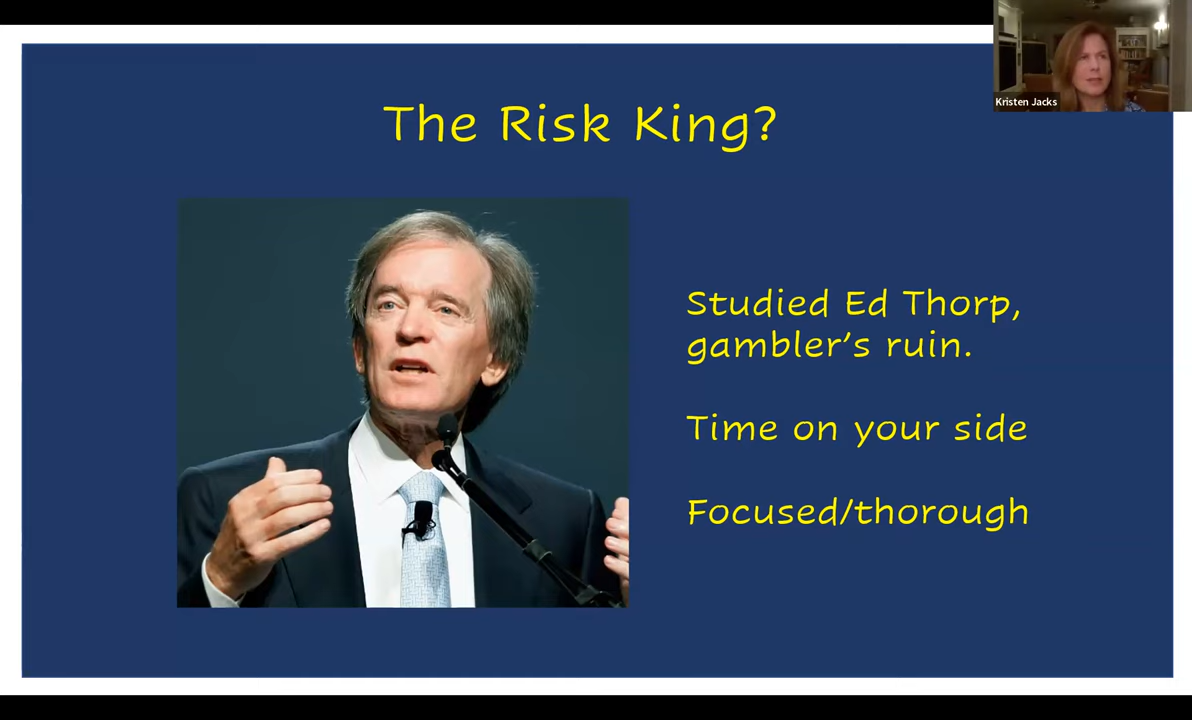 The Risk King?
Kristen Jacks
Studied Ed Thorp,
gambler's ruin.
Time on your side
Focused/thorough